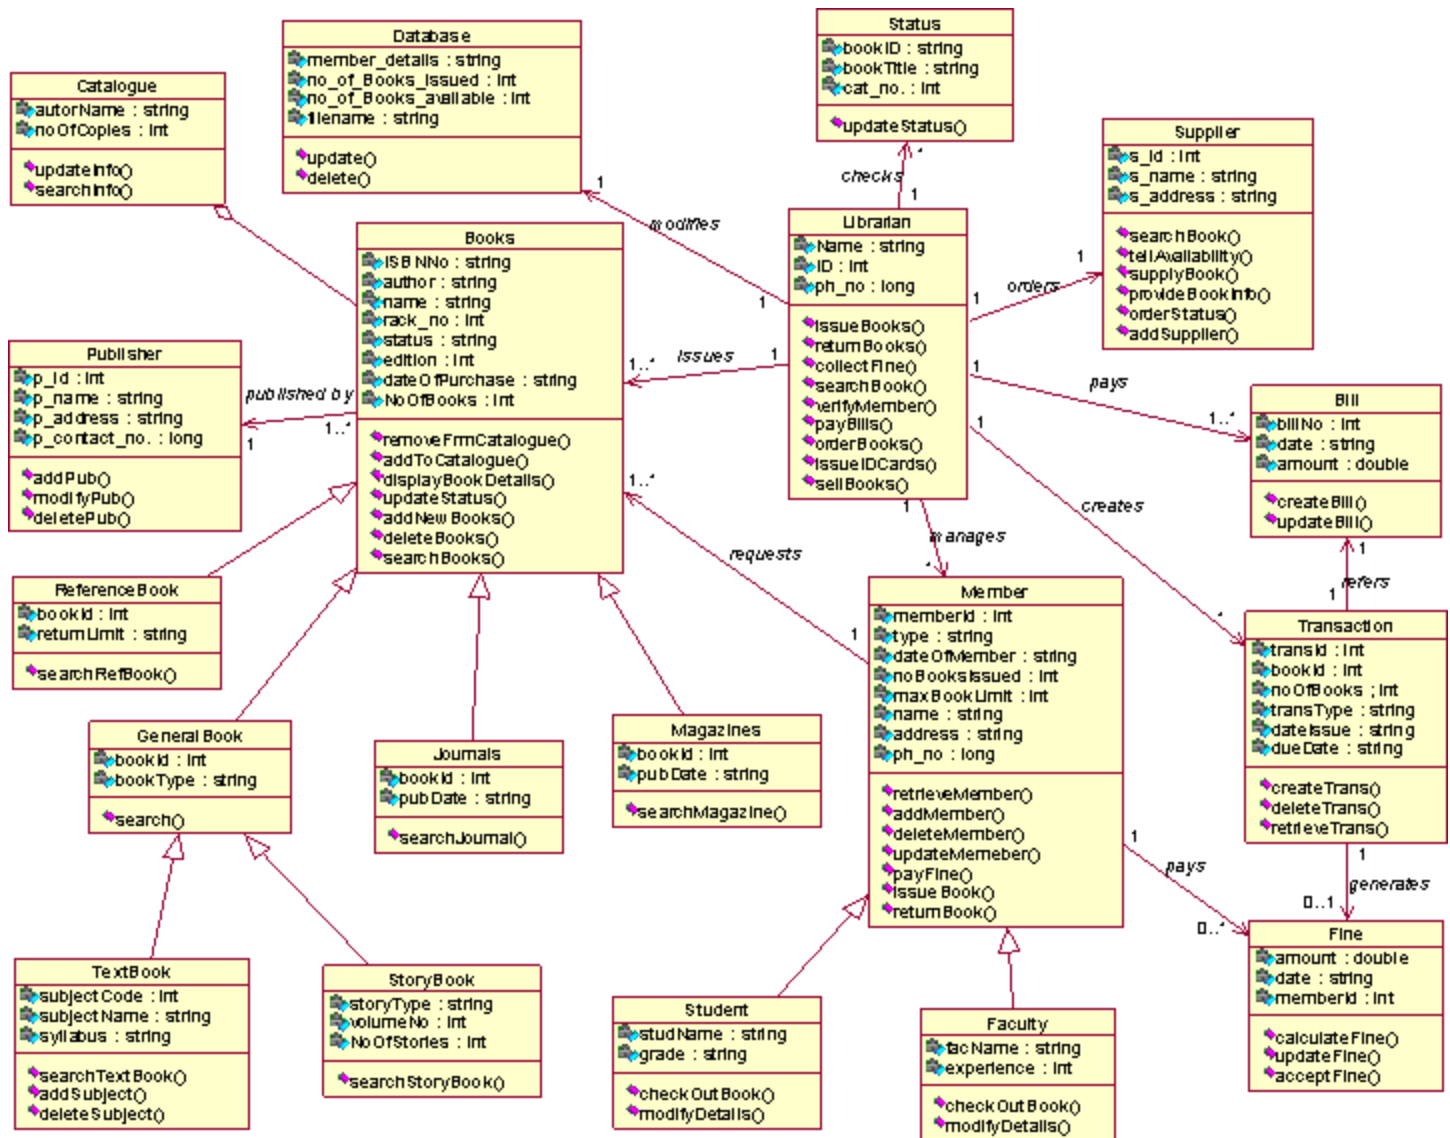 Catalogue
autorName : string
noOfCopies : int
updateInfo()
searchInfo()
Database
member_details : string
no_of_Books_issued : int
no_of_Books_available : int
filename : string
update()
delete()
Status
bookID : string
bookTitle : string
cat_no. : int
updateStatus()
Supplier
s_id : int
s_name : string
s_address : string
searchBook()
tellAvailability()
supplyBook()
provideBookInfo()
orderStatus()
addSupplier()
Books
ISBNNo : string
author : string
name : string
rack_no : int
status : string
edition : int
dateOfPurchase : string
NoOfBooks : int
removeFrmCatalogue()
addToCatalogue()
displayBookDetails()
updateStatus()
addNewBooks()
deleteBooks()
searchBooks()
Librarian
Name : string
ID : int
ph_no : long
issueBooks()
returnBooks()
collectFine()
searchBook()
verifyMember()
payBills()
orderBooks()
issueIDCards()
sellBooks()
Publisher
p_id : int
p_name : string
p_address : string
p_contact_no. : long
addPub()
modifyPub()
deletePub()
Bill
billNo : int
date : string
amount : double
createBill()
updateBill()
ReferenceBook
bookId : int
returnLimit : string
searchRefBook()
Member
memberId : int
type : string
dateOfMember : string
noBooksIssued : int
maxBookLimit : int
name : string
address : string
ph_no : long
retrieveMember()
addMember()
deleteMember()
updateMemeber()
payFine()
issueBook()
returnBook()
Transaction
transId : int
bookId : int
noOfBooks : int
transType : string
dateIssue : string
dueDate : string
createTrans()
deleteTrans()
retrieveTrans()
GeneralBook
bookId : int
bookType : string
search()
Journals
bookId : int
pubDate : string
searchJournal()
Magazines
bookId : int
pubDate : string
searchMagazine()
TextBook
subjectCode : int
subjectName : string
syllabus : string
searchTextBook()
addSubject()
deleteSubject()
StoryBook
storyType : string
volumeNo : int
NoOfStories : int
searchStoryBook()
Student
studName : string
grade : string
checkOutBook()
modifyDetails()
Faculty
facName : string
experience : int
checkOutBook()
modifyDetails()
Fine
amount : double
date : string
memberId : int
calculateFine()
updateFine()
acceptFine()
1
modifies
1
*
checks
1
1
orders
1
1..*
issues
1
published by
1
1..*
1
pays
1..*
1
creates
*
1
manages
*
1..*
requests
1
1
refers
1
1
pays
0..*
1
generates
0..1